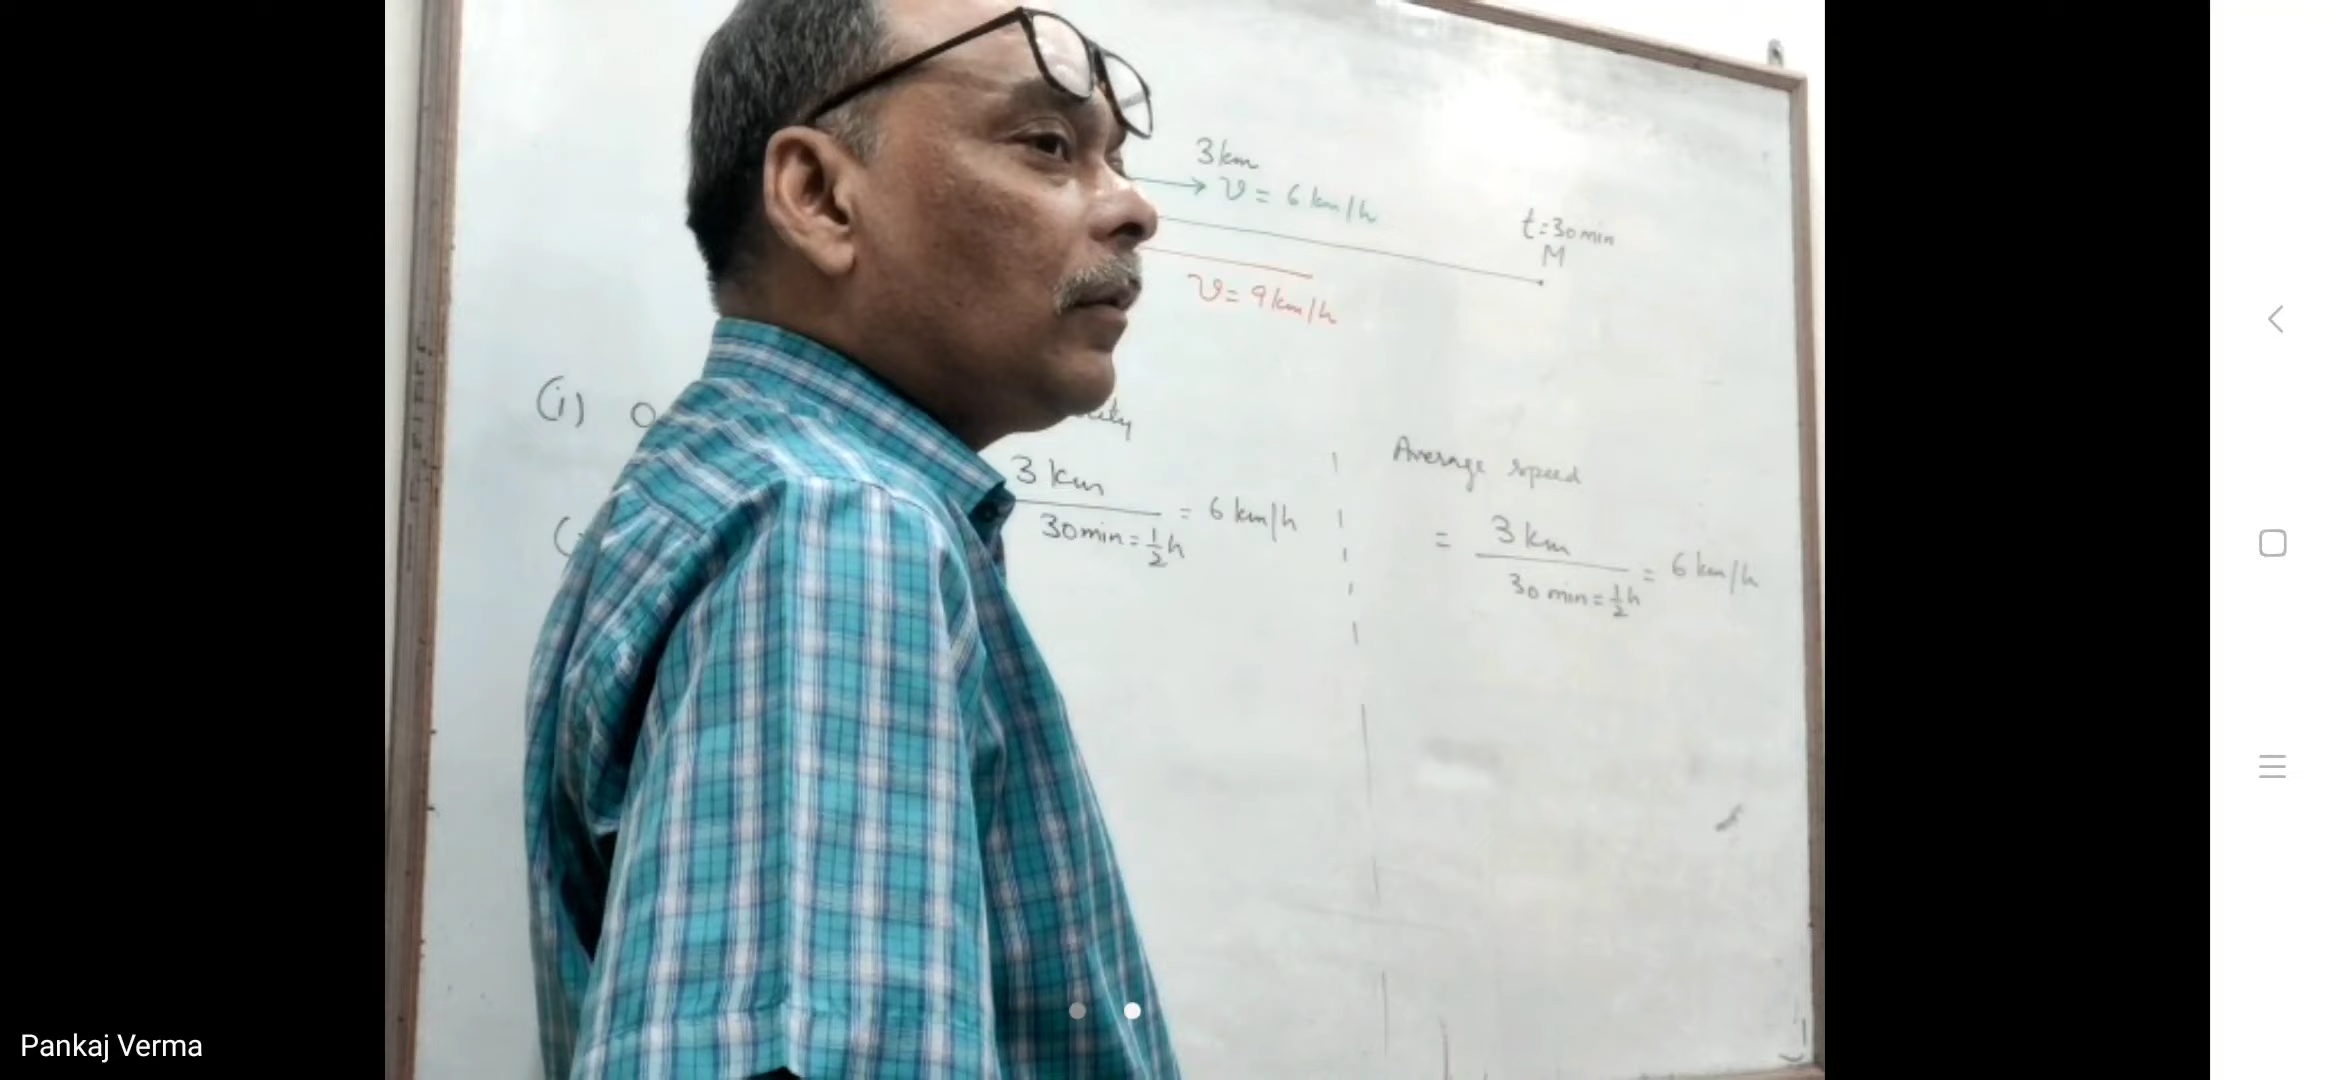 3 km
v = 6 km/h
t = 30 min
M
v = 9 km/h
(i)
3 km
30 min = 1/2 h
= 6 km/h
Average speed
= 3 km
30 min = 1/2 h
= 6 km/h
Pankaj Verma